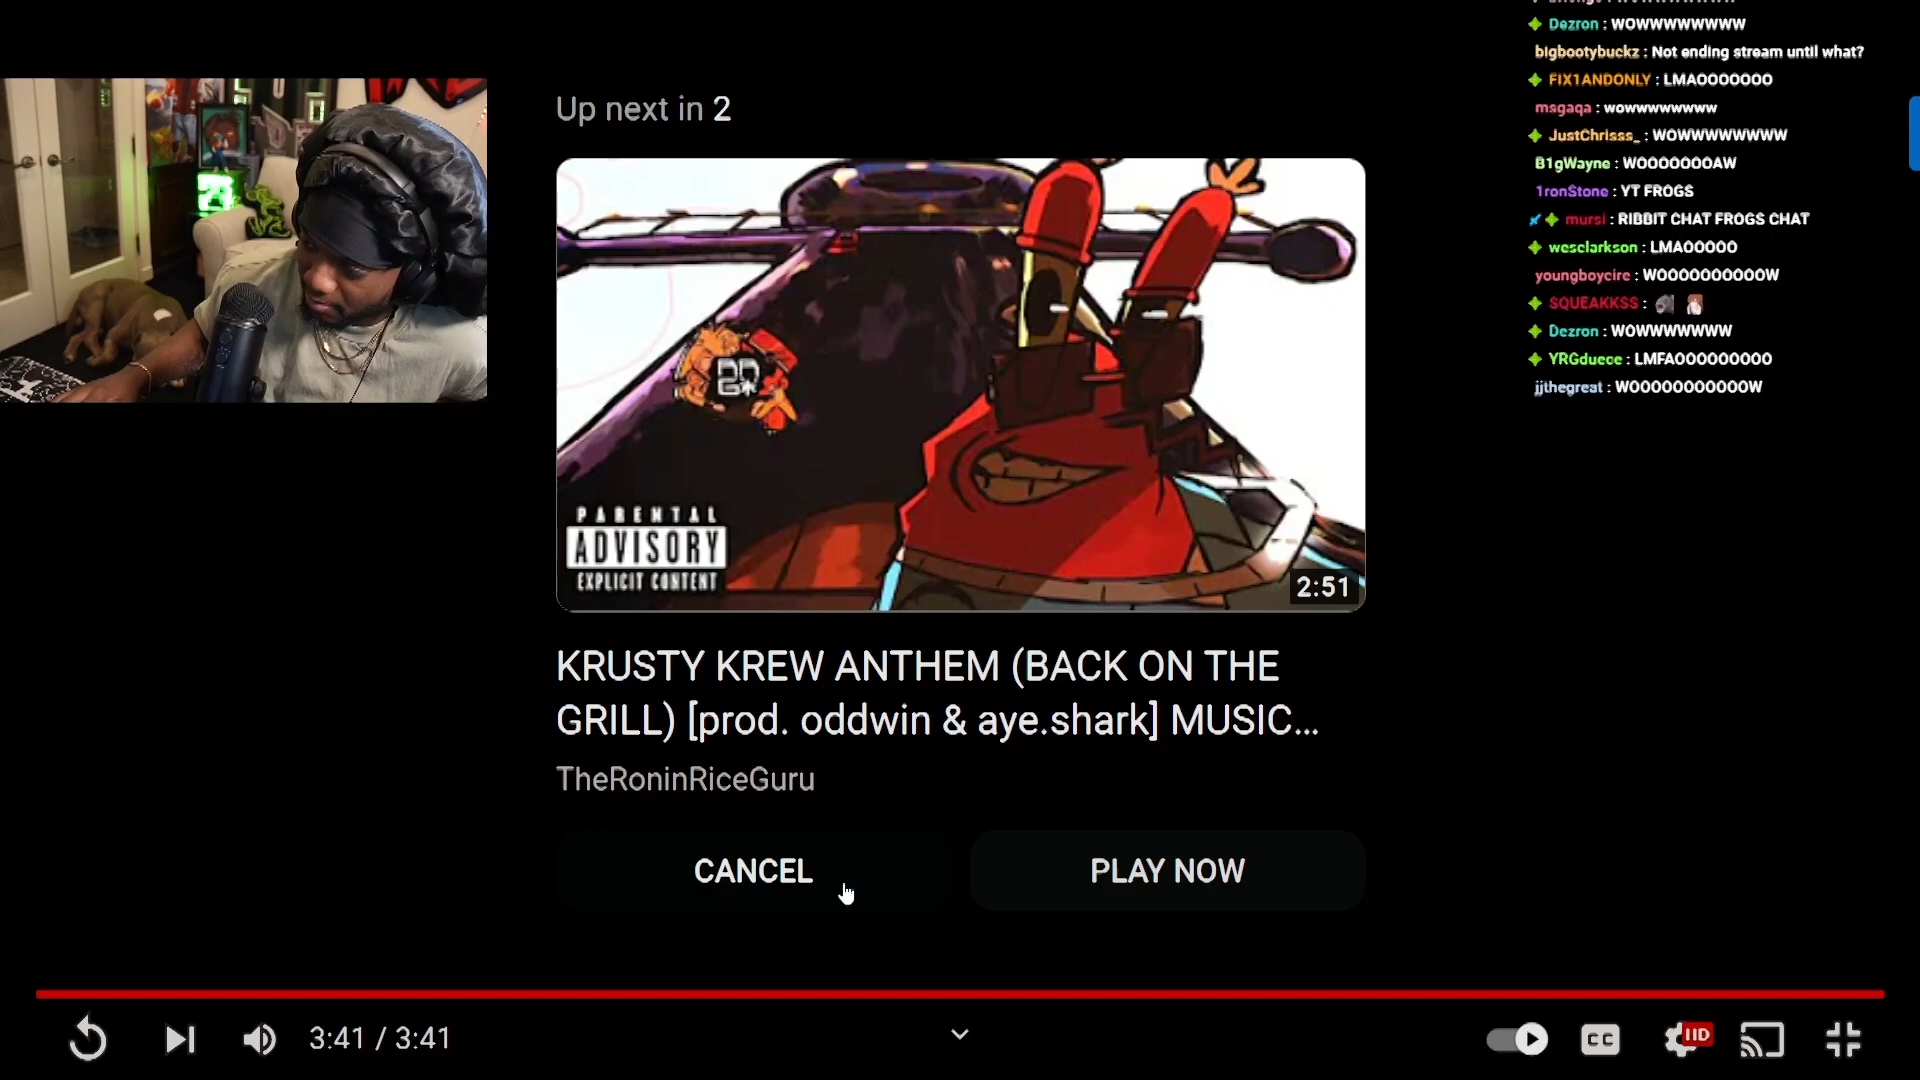 Up next in 2
PARENTAL
ADVISORY
EXPLICIT CONTENT
2:51
KRUSTY KREW ANTHEM (BACK ON THE
GRILL) [prod. oddwin & aye.shark] MUSIC...
TheRoninRiceGuru
CANCEL
PLAY NOW
3:41 / 3:41
CC
HD
Dezron : WOWWWWWWWW
bigbootybuckz : Not ending stream until what?
FIX1ANDONLY : LMAOOOOOOO
msgaqa : wowwwwwwww
JustChrisss_ : WOWWWWWWWW
B1gWayne : WOOOOOOOAW
1ronStone : YT FROGS
mursi : RIBBIT CHAT FROGS CHAT
wesclarkson : LMAOOOOO
youngboycire : WOOOOOOOOOOW
SQUEAKKSS :
Dezron : WOWWWWWWW
YRGduece : LMFAOOOOOOOOO
jjthegreat : WOOOOOOOOOOOW